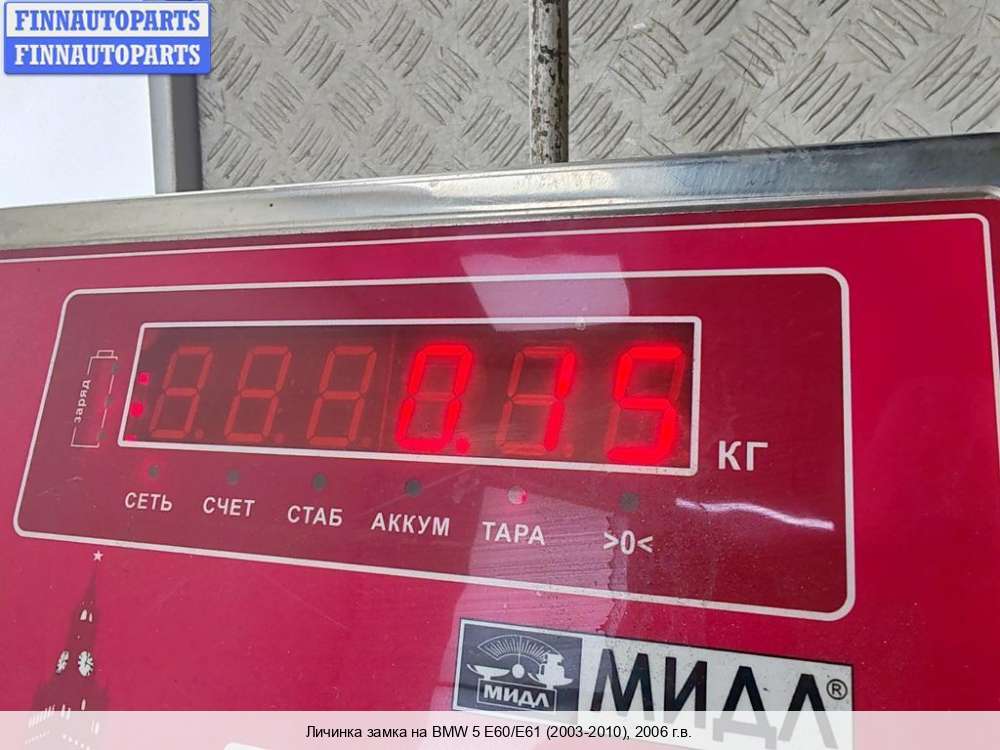 FINNAUTOPARTS
FINNAUTOPARTS
заряд
0.15
КГ
СЕТЬ СЧЕТ СТАБ АККУМ ТАРА >0<
МИДЛ
МИДЛ®
Личинка замка на BMW 5 E60/E61 (2003-2010), 2006 г.в.